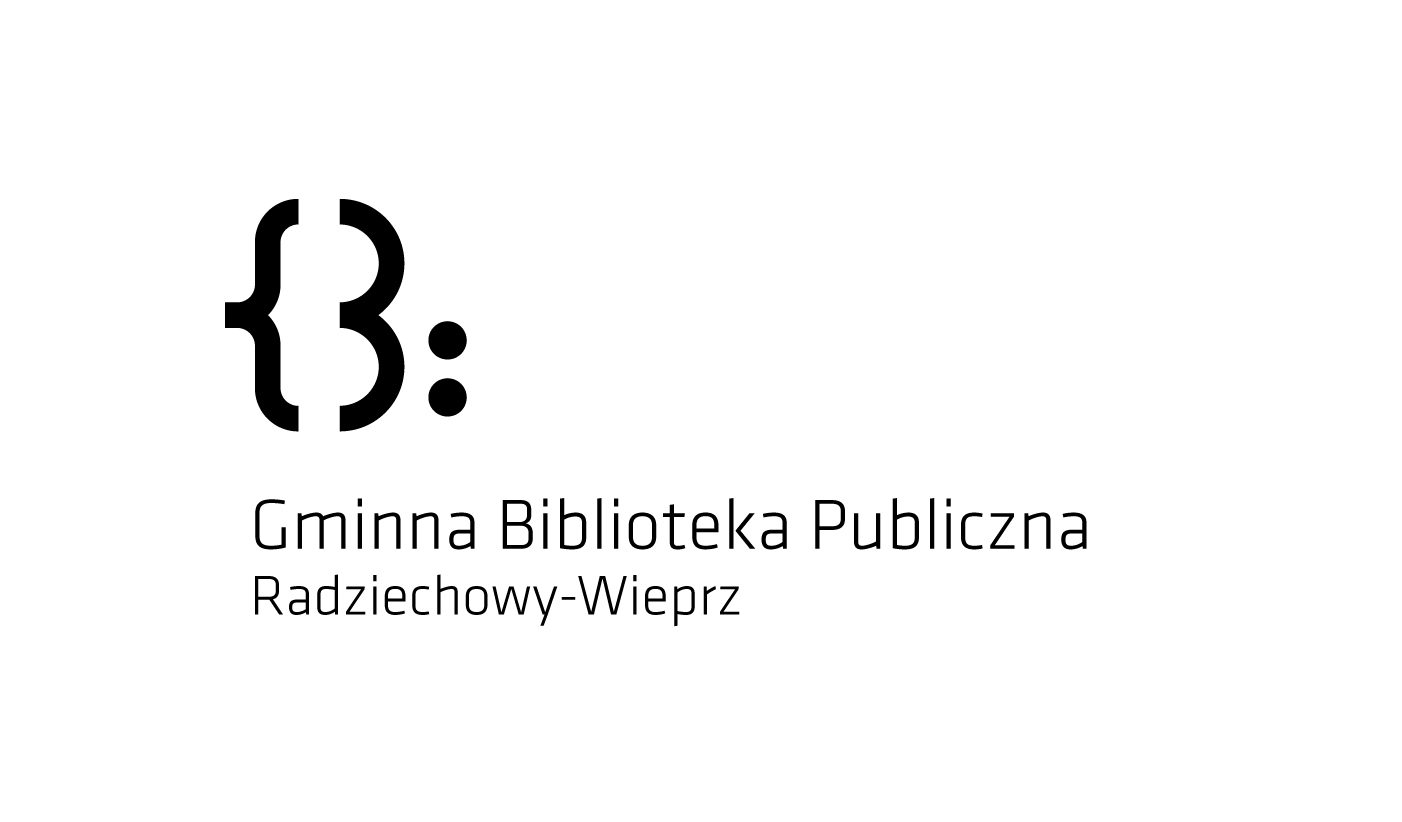 {B:
Gminna Biblioteka Publiczna
Radziechowy-Wieprz